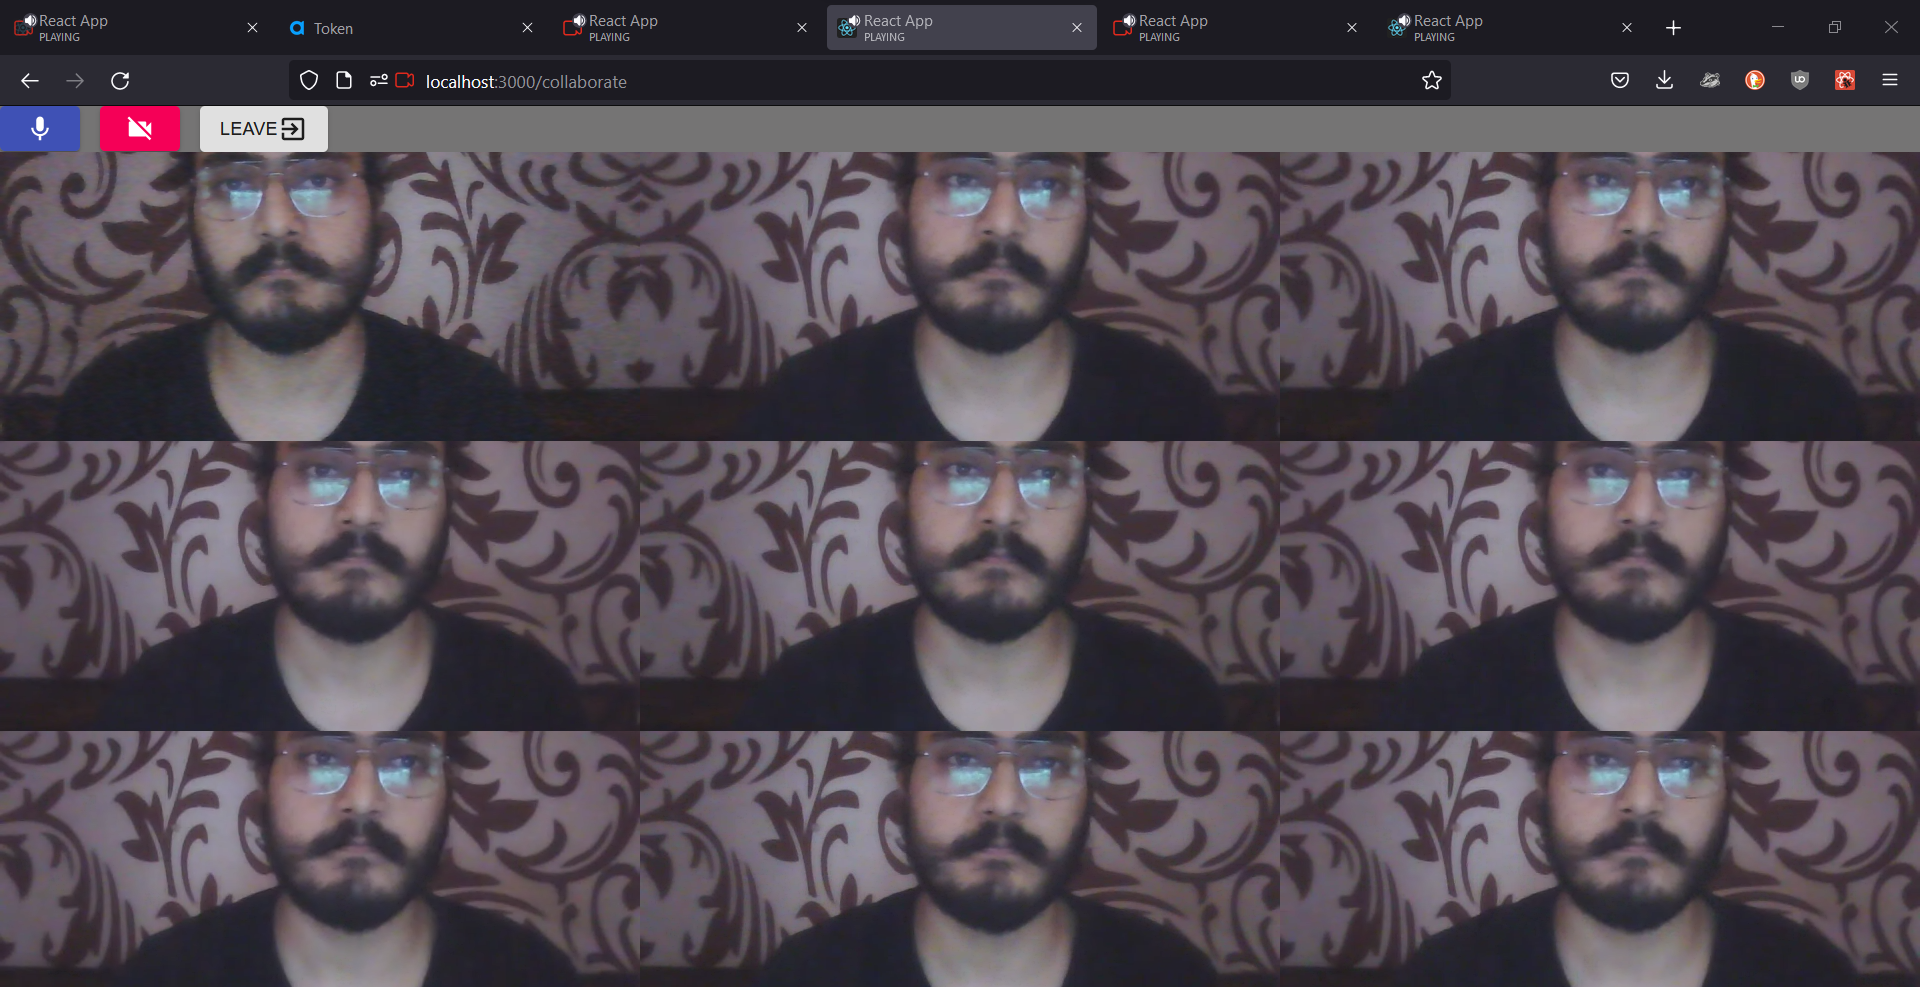 React App
PLAYING
Token
React App
PLAYING
React App
PLAYING
React App
PLAYING
React App
PLAYING
localhost:3000/collaborate
LEAVE